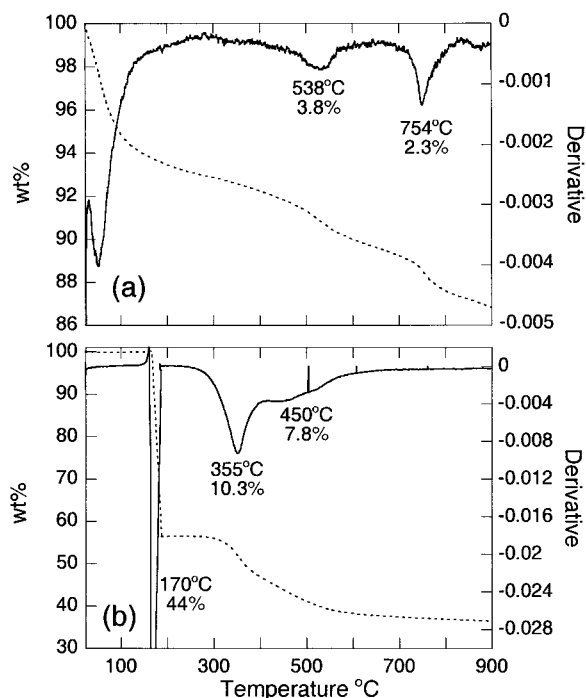 100
98
96
94
92
90
88
86
wt%
538°C
3.8%
754°C
2.3%
(a)
0
-0.001
-0.002
-0.003
-0.004
-0.005
Derivative
100
90
80
70
60
50
40
30
wt%
450°C
7.8%
355°C
10.3%
170°C
44%
(b)
0
-0.004
-0.008
-0.012
-0.016
-0.02
-0.024
-0.028
Derivative
100 300 500 700 900
Temperature °C